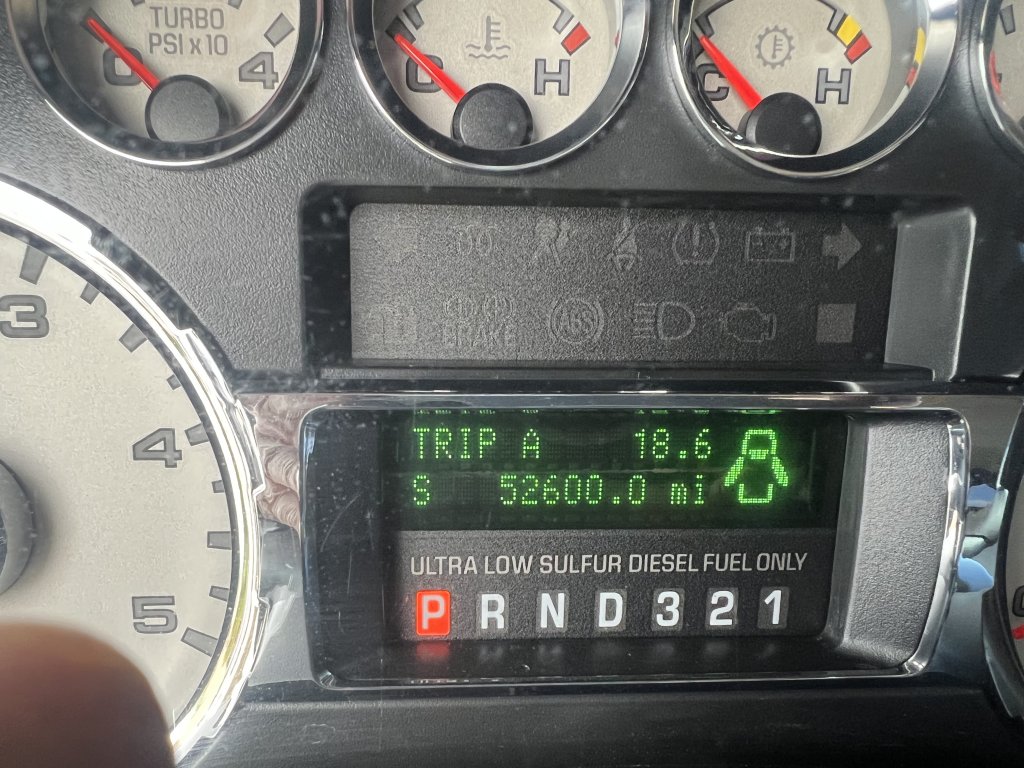 TURBO
PSI x 10
0 4
C H
C H
3
BRAKE
ABS
4
TRIP A 18.6
S 52600.0 mi
ULTRA LOW SULFUR DIESEL FUEL ONLY
P R N D 3 2 1
5